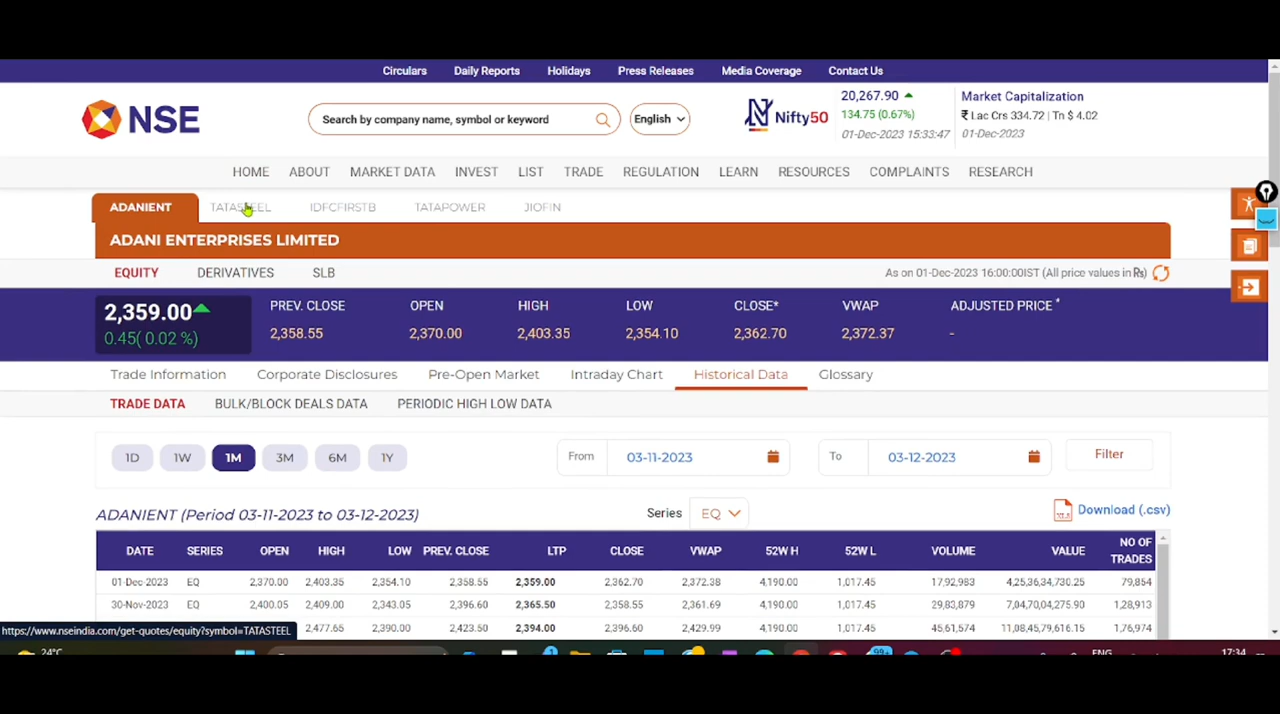 Circulars Daily Reports Holidays Press Releases Media Coverage Contact Us
NSE
Search by company name, symbol or keyword
English
Nifty50
20,267.90
134.75 (0.67%)
01-Dec-2023 15:33:47
Market Capitalization
₹ Lac Crs 334.72 | Tn $ 4.02
01-Dec-2023
HOME ABOUT MARKET DATA INVEST LIST TRADE REGULATION LEARN RESOURCES COMPLAINTS RESEARCH
ADANIENT TATASTEEL IDFCFIRSTB TATAPOWER JIOFIN
ADANI ENTERPRISES LIMITED
EQUITY DERIVATIVES SLB As on 01-Dec-2023 16:00:00IST (All price values in ₨)
2,359.00
0.45( 0.02 %)
PREV. CLOSE OPEN HIGH LOW CLOSE* VWAP ADJUSTED PRICE *
2,358.55 2,370.00 2,403.35 2,354.10 2,362.70 2,372.37 -
Trade Information Corporate Disclosures Pre-Open Market Intraday Chart Historical Data Glossary
TRADE DATA BULK/BLOCK DEALS DATA PERIODIC HIGH LOW DATA
1D 1W 1M 3M 6M 1Y From 03-11-2023 To 03-12-2023 Filter
ADANIENT (Period 03-11-2023 to 03-12-2023) Series EQ Download (.csv)
DATE SERIES OPEN HIGH LOW PREV. CLOSE LTP CLOSE VWAP 52W H 52W L VOLUME VALUE NO OF TRADES
01-Dec-2023 EQ 2,370.00 2,403.35 2,354.10 2,358.55 2,359.00 2,362.70 2,372.38 4,190.00 1,017.45 17,92,983 4,25,36,34,730.25 79,854
30-Nov-2023 EQ 2,400.05 2,409.00 2,343.05 2,396.60 2,365.50 2,358.55 2,361.69 4,190.00 1,017.45 29,83,879 7,04,70,04,275.90 1,28,913
2,477.65 2,390.00 2,423.50 2,394.00 2,396.60 2,429.99 4,190.00 1,017.45 45,61,574 11,08,45,79,616.15 1,76,974
https://www.nseindia.com/get-quotes/equity?symbol=TATASTEEL
24°C 99+ ENG 17:34